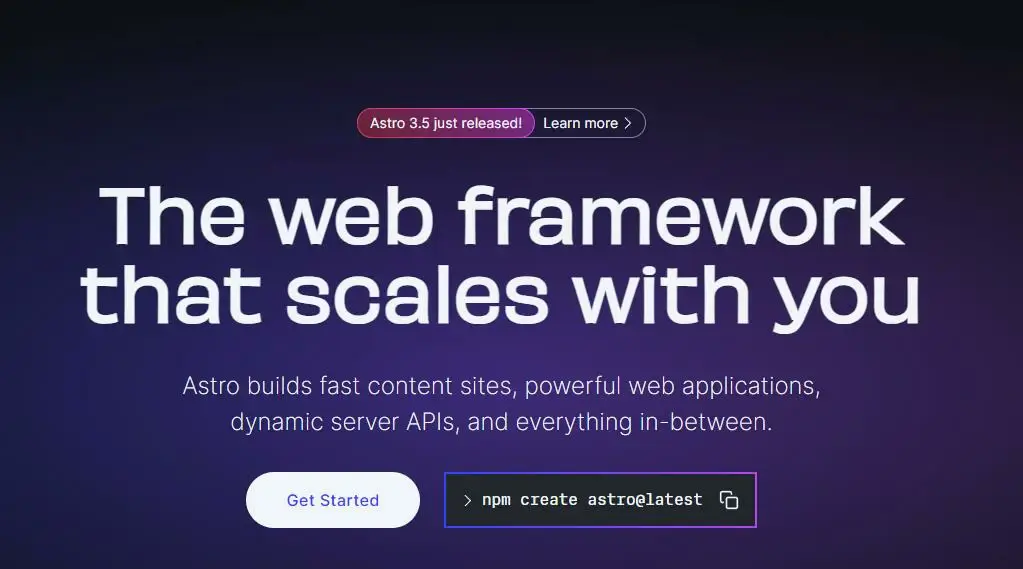 Astro 3.5 just released! Learn more >
The web framework
that scales with you
Astro builds fast content sites, powerful web applications,
dynamic server APIs, and everything in-between.
Get Started > npm create astro@latest